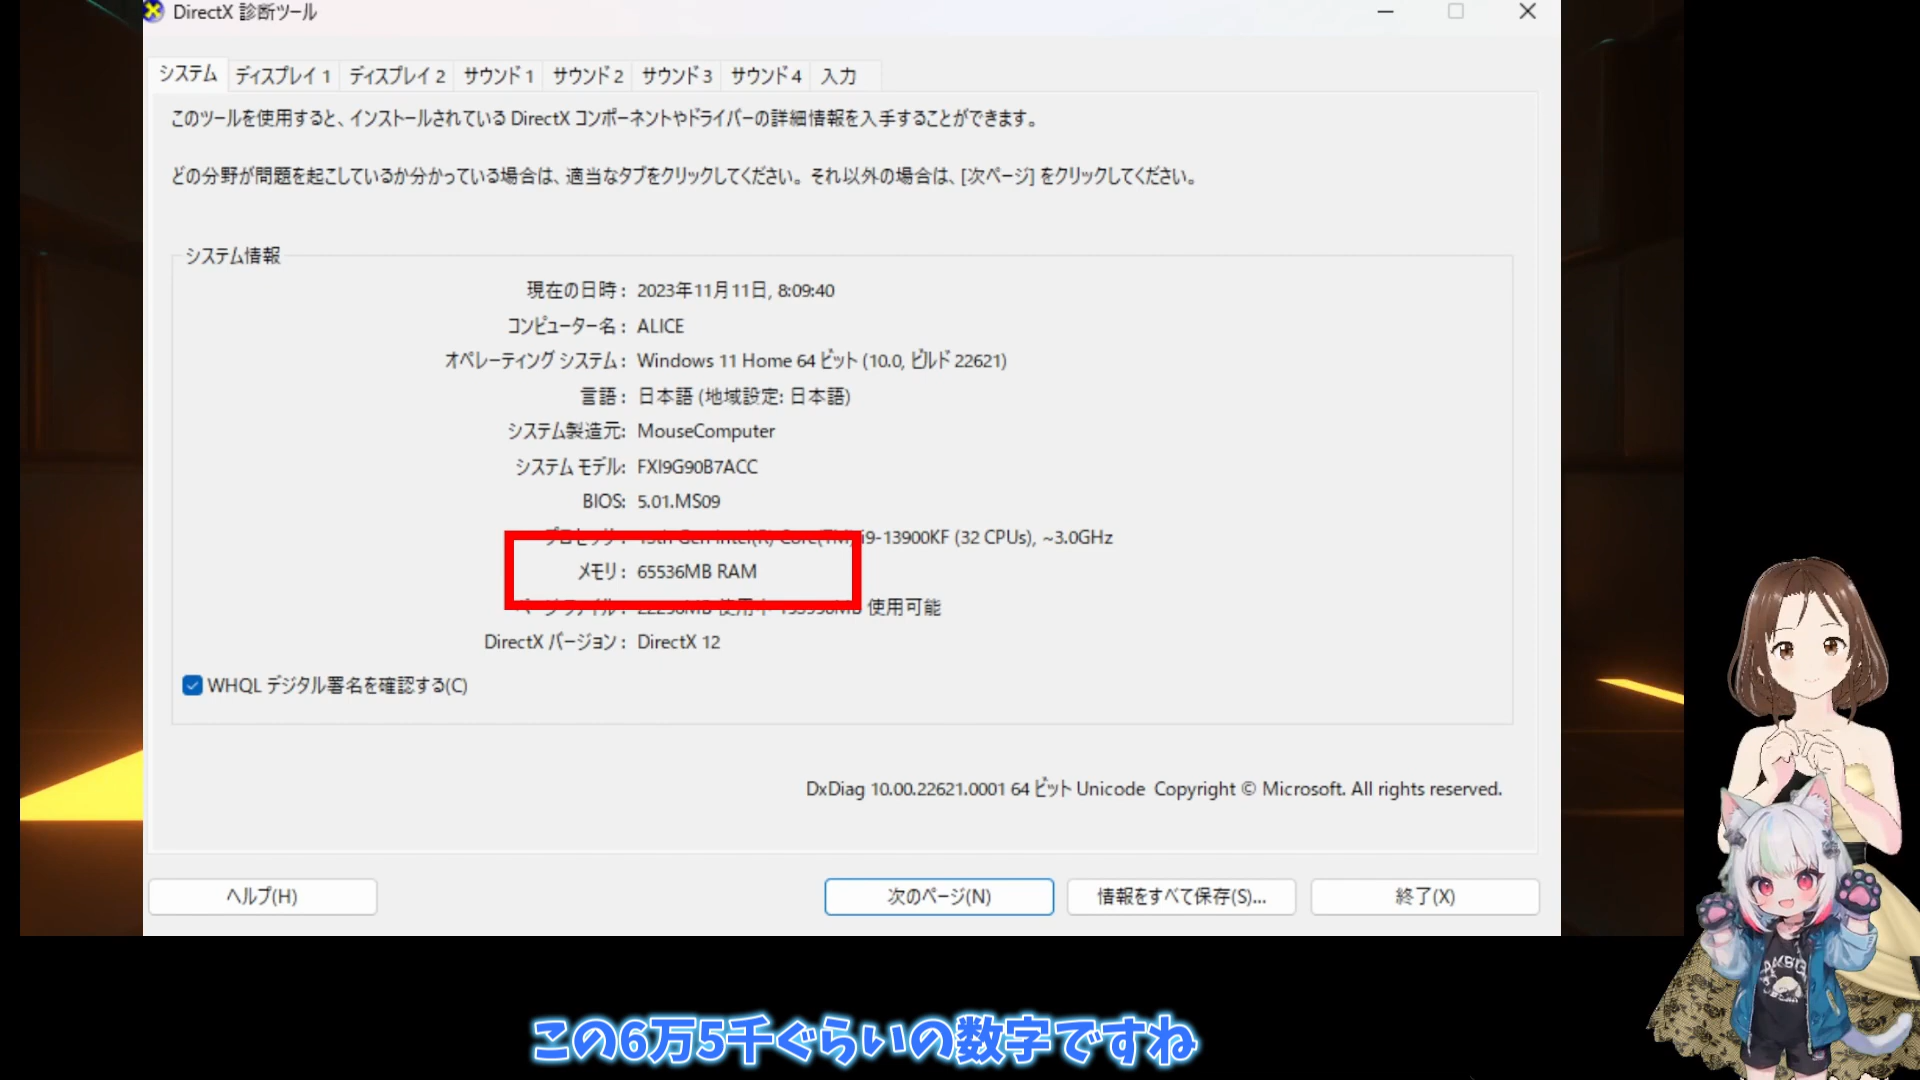 DirectX 診断ツール
システム ディスプレイ 1 ディスプレイ 2 サウンド 1 サウンド 2 サウンド 3 サウンド 4 入力
このツールを使用すると、インストールされている DirectX コンポーネントやドライバーの詳細情報を入手することができます。
どの分野が問題を起こしているか分かっている場合は、適当なタブをクリックしてください。それ以外の場合は、[次ページ] をクリックしてください。
システム情報
現在の日時: 2023年11月11日, 8:09:40
コンピューター名: ALICE
オペレーティング システム: Windows 11 Home 64 ビット (10.0, ビルド 22621)
言語: 日本語 (地域設定: 日本語)
システム製造元: MouseComputer
システム モデル: FXI9G90B7ACC
BIOS: 5.01.MS09
プロセッサ: 13th Gen Intel(R) Core(TM) i9-13900KF (32 CPUs), ~3.0GHz
メモリ: 65536MB RAM
ページファイル: 使用可能
DirectX バージョン: DirectX 12
WHQL デジタル署名を確認する(C)
DxDiag 10.00.22621.0001 64 ビット Unicode Copyright © Microsoft. All rights reserved.
ヘルプ(H) 次のページ(N) 情報をすべて保存(S)... 終了(X)
この6万5千ぐらいの数字ですね